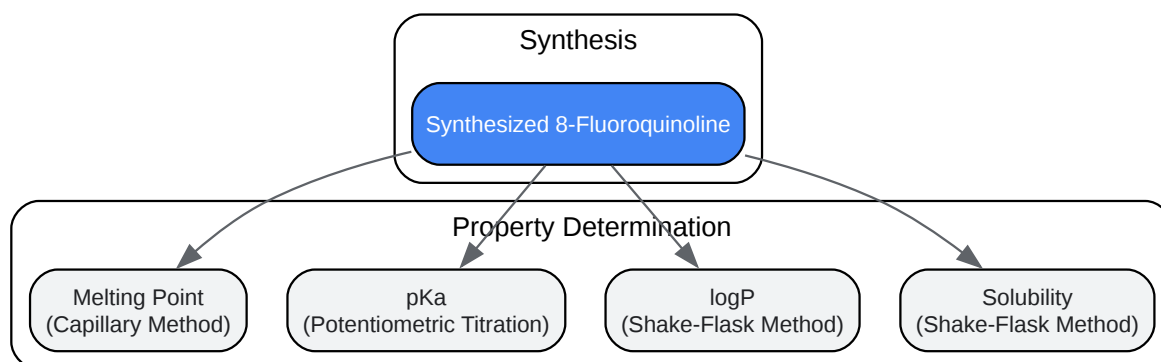 Synthesis
Synthesized 8-Fluoroquinoline
Property Determination
Melting Point
(Capillary Method)
pKa
(Potentiometric Titration)
logP
(Shake-Flask Method)
Solubility
(Shake-Flask Method)